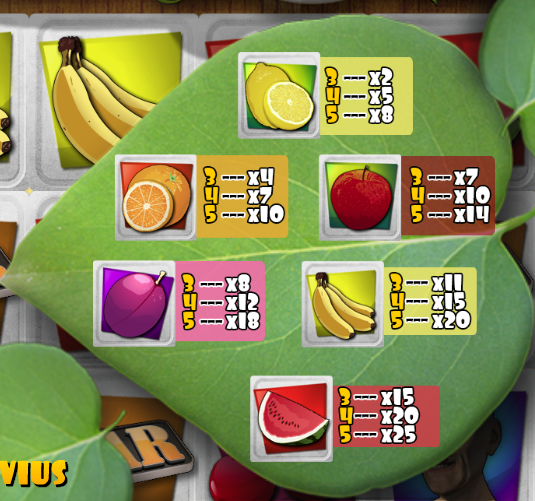 3 --- x2
4 --- x5
5 --- x8
3 --- x4
4 --- x7
5 --- x10
3 --- x7
4 --- x10
5 --- x14
3 --- x8
4 --- x12
5 --- x18
3 --- x11
4 --- x15
5 --- x20
3 --- x15
4 --- x20
5 --- x25
AR
VIUS